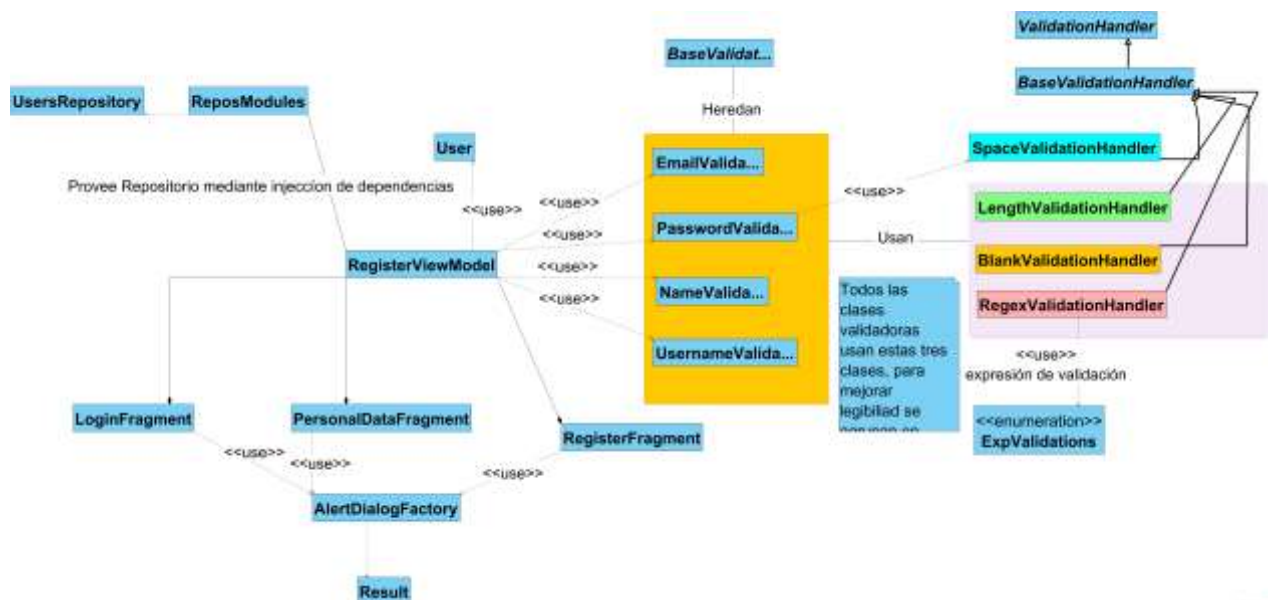 ValidationHandler
BaseValidat...
BaseValidationHandler
UsersRepository
ReposModules
Heredan
User
SpaceValidationHandler
EmailValida...
Provee Repositorio mediante injeccion de dependencias
<<use>>
<<use>>
<<use>>
LengthValidationHandler
PasswordValida...
<<use>>
Usan
RegisterViewModel
BlankValidationHandler
<<use>>
NameValida...
<<use>>
RegexValidationHandler
UsernameValida...
Todos las
clases
validadoras
usan estas tres
clases, para
mejorar
legibiliad se
<<use>>
expresión de validación
LoginFragment
PersonalDataFragment
RegisterFragment
<<enumeration>>
ExpValidations
<<use>>
<<use>>
<<use>>
AlertDialogFactory
Result